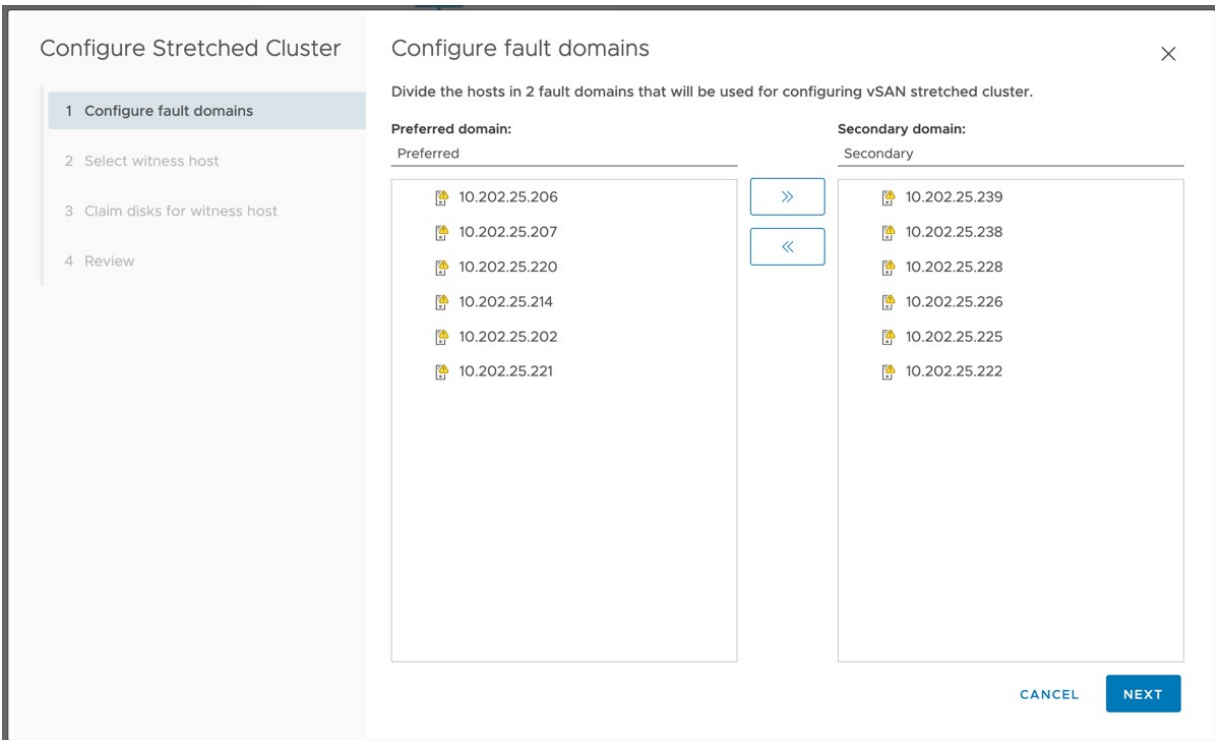 Configure Stretched Cluster
1 Configure fault domains
2 Select witness host
3 Claim disks for witness host
4 Review
Configure fault domains
Divide the hosts in 2 fault domains that will be used for configuring vSAN stretched cluster.
Preferred domain:
Preferred
10.202.25.206
10.202.25.207
10.202.25.220
10.202.25.214
10.202.25.202
10.202.25.221
Secondary domain:
Secondary
10.202.25.239
10.202.25.238
10.202.25.228
10.202.25.226
10.202.25.225
10.202.25.222
CANCEL
NEXT